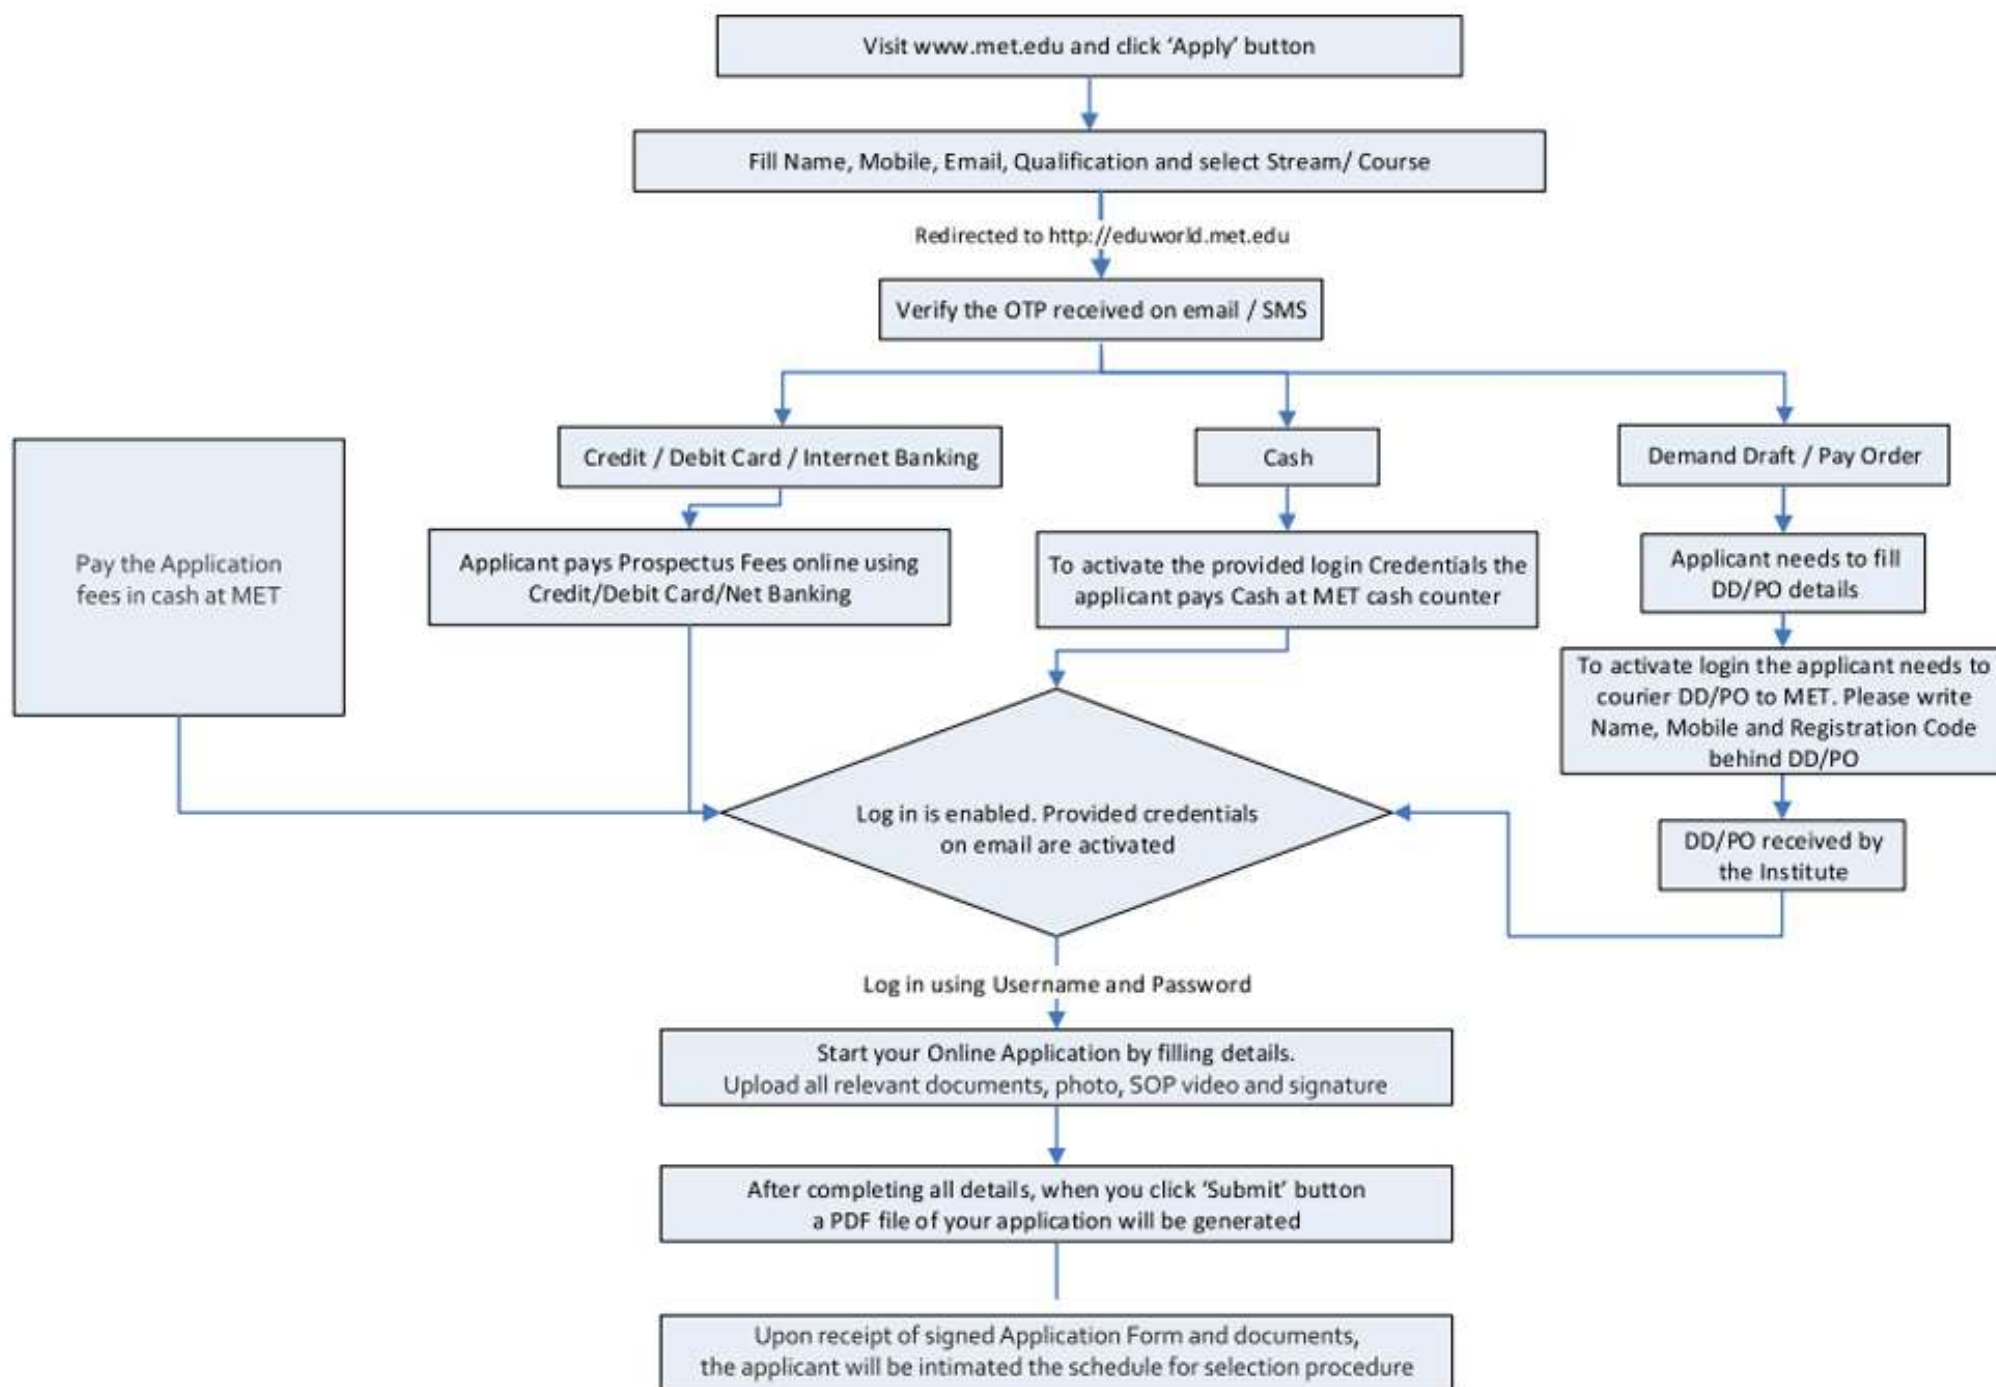 Visit www.met.edu and click ‘Apply’ button
Fill Name, Mobile, Email, Qualification and select Stream/ Course
Redirected to http://eduworld.met.edu
Verify the OTP received on email / SMS
Credit / Debit Card / Internet Banking
Cash
Demand Draft / Pay Order
Pay the Application
fees in cash at MET
Applicant pays Prospectus Fees online using
Credit/Debit Card/Net Banking
To activate the provided login Credentials the
applicant pays Cash at MET cash counter
Applicant needs to fill
DD/PO details
To activate login the applicant needs to
courier DD/PO to MET. Please write
Name, Mobile and Registration Code
behind DD/PO
Log in is enabled. Provided credentials
on email are activated
DD/PO received by
the Institute
Log in using Username and Password
Start your Online Application by filling details.
Upload all relevant documents, photo, SOP video and signature
After completing all details, when you click ‘Submit’ button
a PDF file of your application will be generated
Upon receipt of signed Application Form and documents,
the applicant will be intimated the schedule for selection procedure